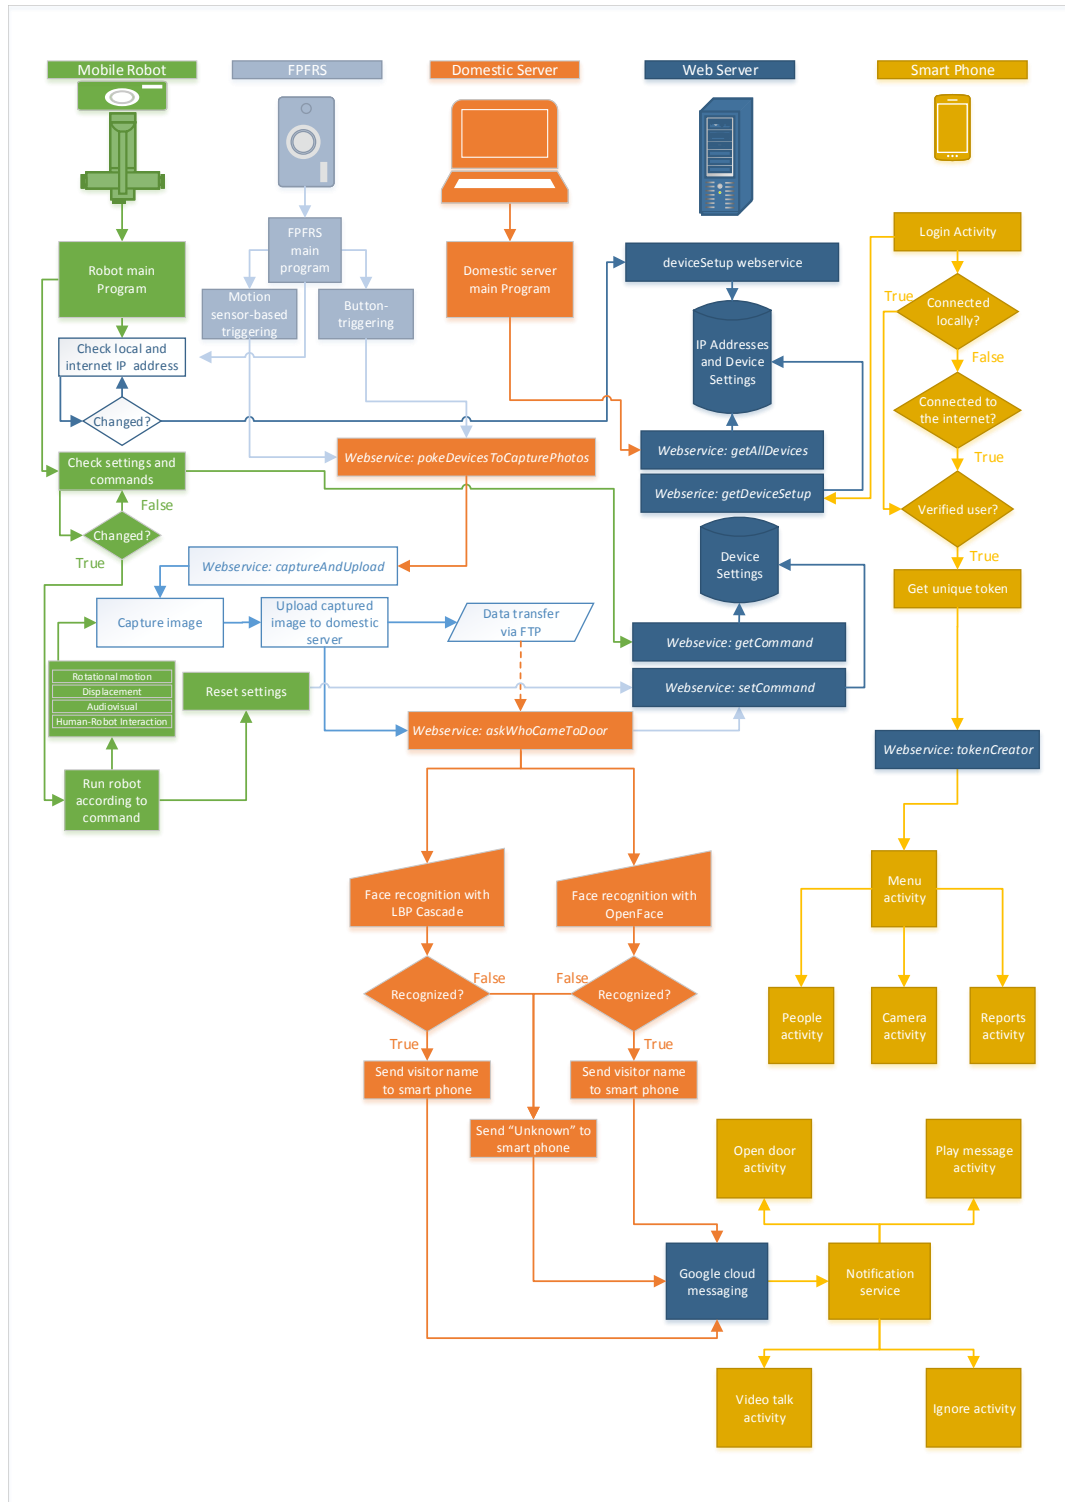 Mobile Robot
FPFRS
Domestic Server
Web Server
Smart Phone
FPFRS
main
program
Login Activity
Robot main
Program
Domestic server
main Program
deviceSetup webservice
Motion
sensor-based
triggering
Button-
triggering
True
Connected
locally?
False
Check local and
internet IP address
IP Addresses
and Device
Settings
Changed?
Connected to
the internet?
True
Webservice: pokeDevicesToCapturePhotos
Webservice: getAllDevices
Check settings and
commands
False
Webserice: getDeviceSetup
Verified user?
True
Changed?
True
Webservice: captureAndUpload
Device
Settings
Get unique token
Capture image
Upload captured
image to domestic
server
Data transfer
via FTP
Websevice: getCommand
Rotational motion
Displacement
Audiovisual
Human-Robot Interaction
Reset settings
Webservice: setCommand
Webservice: askWhoCameToDoor
Webservice: tokenCreator
Run robot
according to
command
Face recognition with
LBP Cascade
Face recognition with
OpenFace
Menu
activity
Recognized?
False
False
Recognized?
True
True
People
activity
Camera
activity
Reports
activity
Send visitor name
to smart phone
Send visitor name
to smart phone
Send “Unknown” to
smart phone
Open door
activity
Play message
activity
Google cloud
messaging
Notification
service
Video talk
activity
Ignore activity